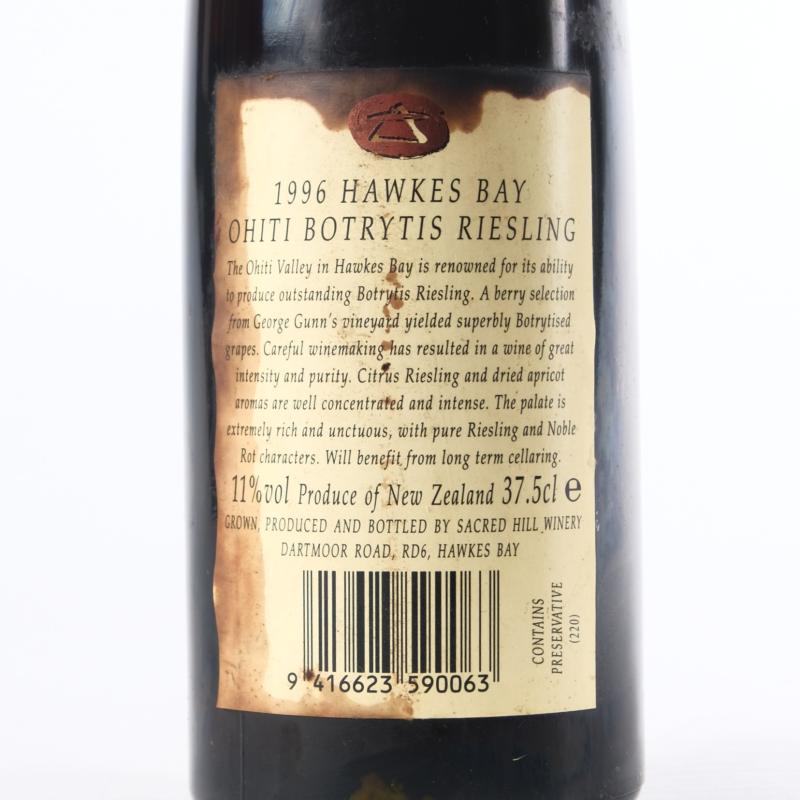 1996 HAWKES BAY
OHITI BOTRYTIS RIESLING
The Ohiti Valley in Hawkes Bay is renowned for its ability
to produce outstanding Botrytis Riesling. A berry selection
from George Gunn's vineyard yielded superbly Botrytised
grapes. Careful winemaking has resulted in a wine of great
intensity and purity. Citrus Riesling and dried apricot
aromas are well concentrated and intense. The palate is
extremely rich and unctuous, with pure Riesling and Noble
Rot characters. Will benefit from long term cellaring.
11%vol Produce of New Zealand 37.5cl e
GROWN, PRODUCED AND BOTTLED BY SACRED HILL WINERY
DARTMOOR ROAD, RD6, HAWKES BAY
CONTAINS
PRESERVATIVE
(220)
9 416623 590063